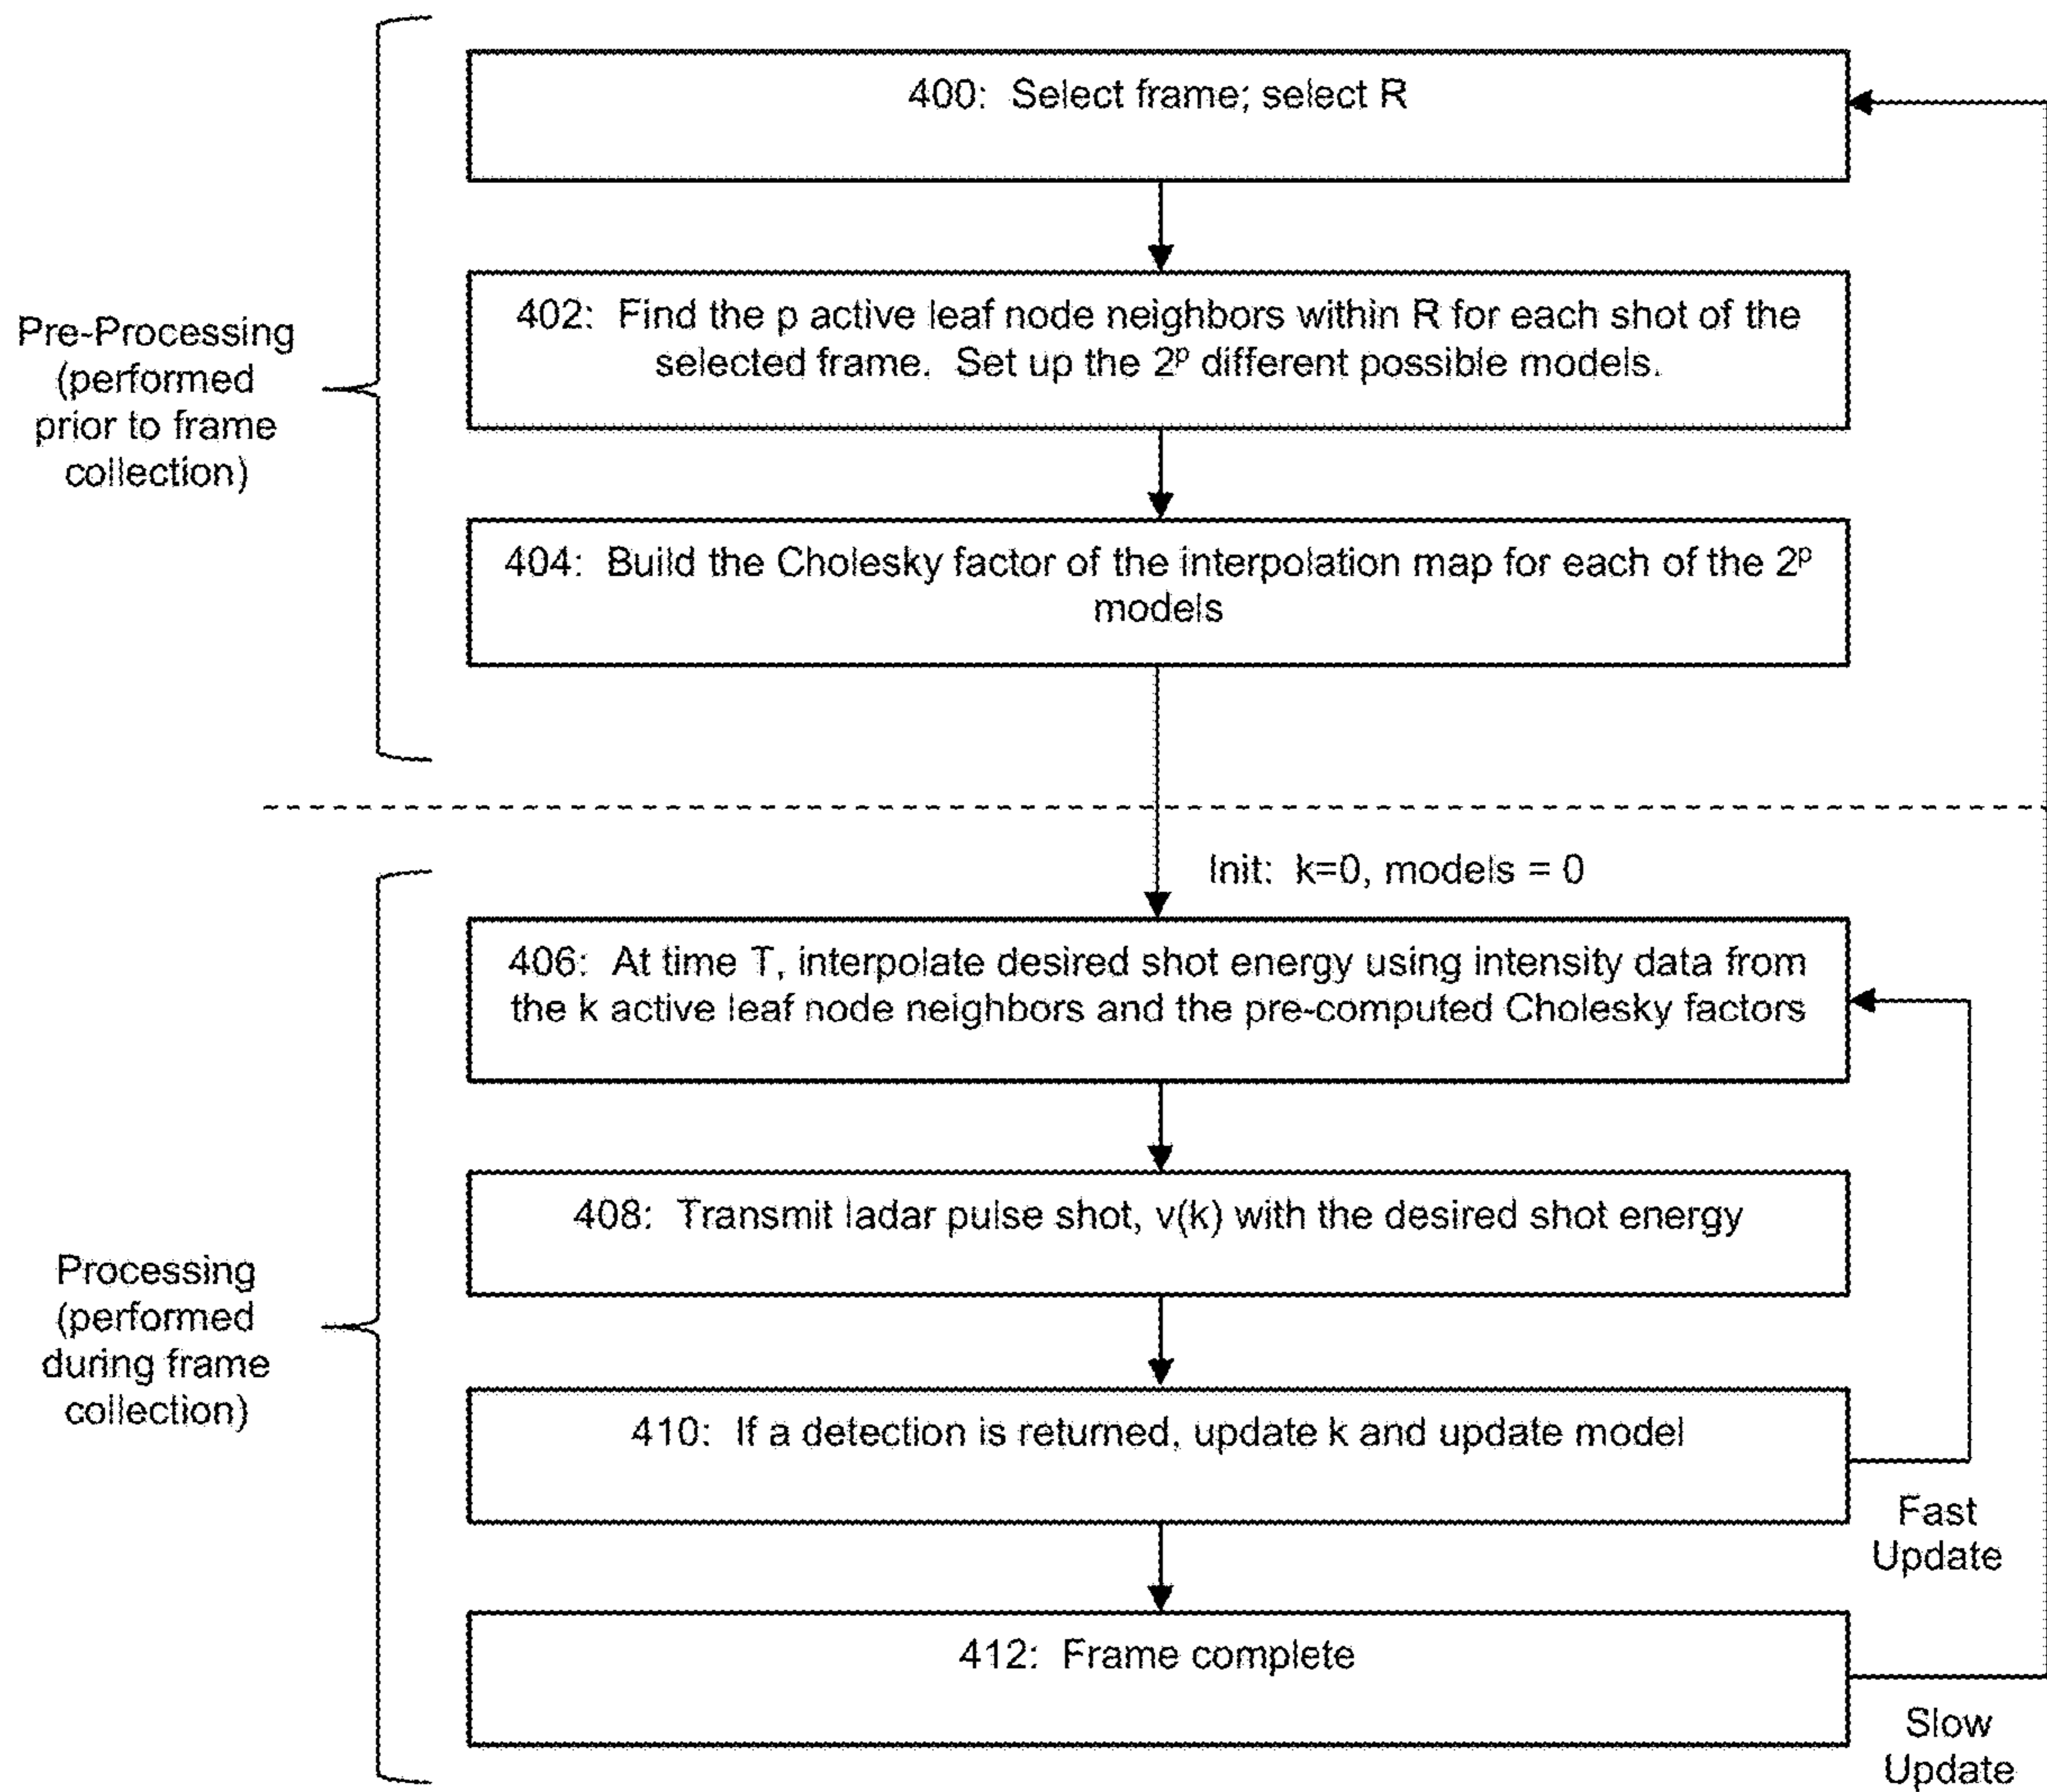 400: Select frame; select R
402: Find the p active leaf node neighbors within R for each shot of the
selected frame. Set up the 2ᵖ different possible models.
Pre-Processing
(performed
prior to frame
collection)
404: Build the Cholesky factor of the interpolation map for each of the 2ᵖ
models
Init: k=0, models = 0
406: At time T, interpolate desired shot energy using intensity data from
the k active leaf node neighbors and the pre-computed Cholesky factors
408: Transmit ladar pulse shot, v(k) with the desired shot energy
Processing
(performed
during frame
collection)
410: If a detection is returned, update k and update model
Fast
Update
412: Frame complete
Slow
Update